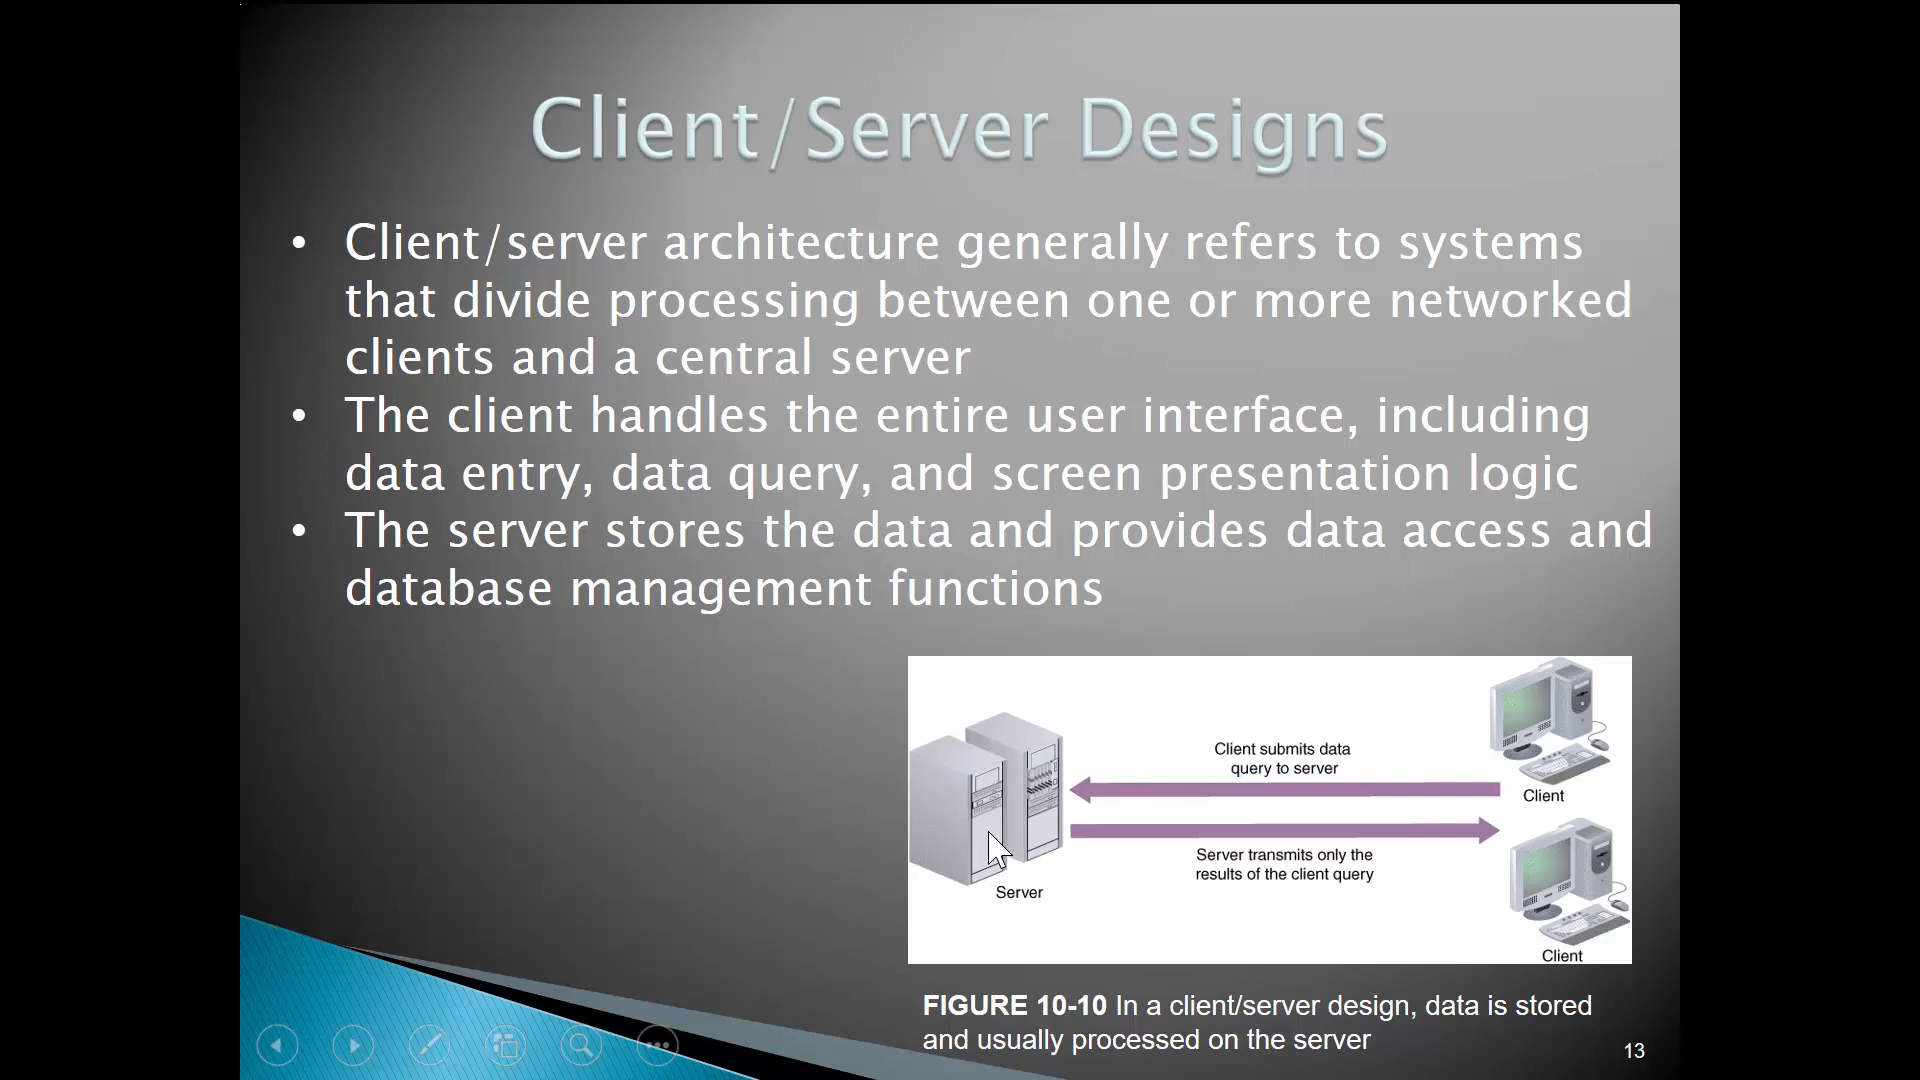 Client/Server Designs
• Client/server architecture generally refers to systems
that divide processing between one or more networked
clients and a central server
• The client handles the entire user interface, including
data entry, data query, and screen presentation logic
• The server stores the data and provides data access and
database management functions
Client submits data
query to server
Client
Server transmits only the
results of the client query
Server
Client
FIGURE 10-10 In a client/server design, data is stored
and usually processed on the server
13